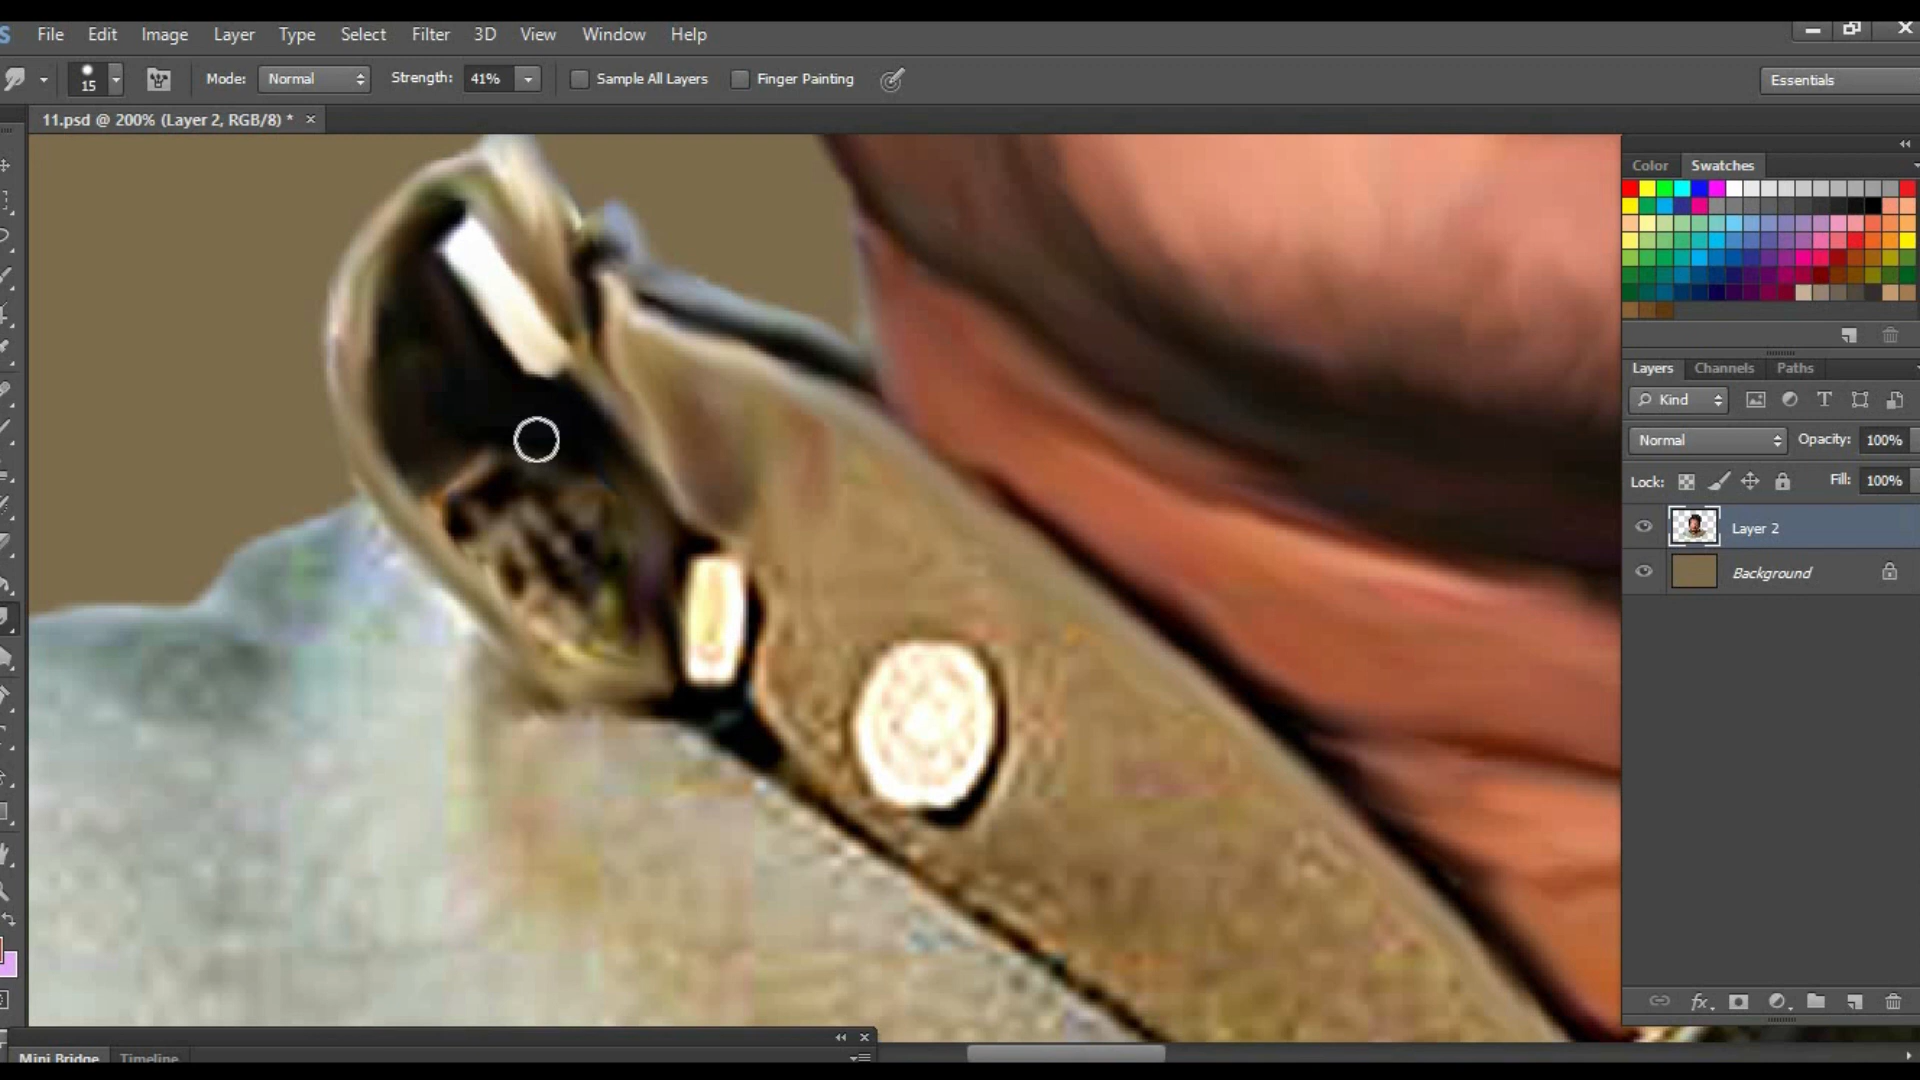 S File Edit Image Layer Type Select Filter 3D View Window Help
15 Mode: Normal Strength: 41% Sample All Layers Finger Painting Essentials
11.psd @ 200% (Layer 2, RGB/8) *
Color Swatches
Layers Channels Paths
Kind
Normal Opacity: 100%
Lock: Fill: 100%
Layer 2
Background
fx
Mini Bridge Timeline